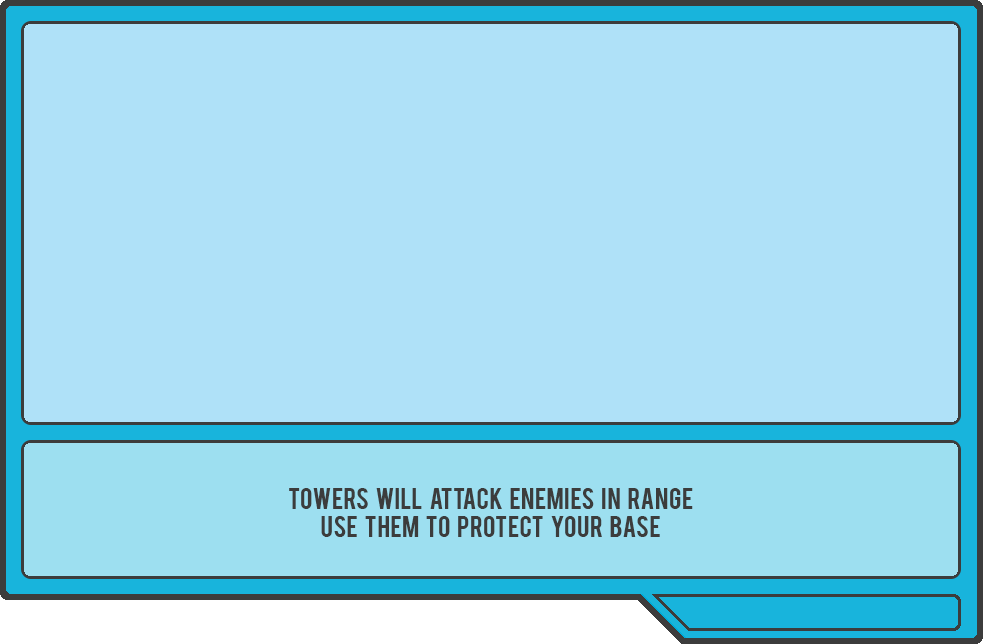 TOWERS WILL ATTACK ENEMIES IN RANGE
USE THEM TO PROTECT YOUR BASE